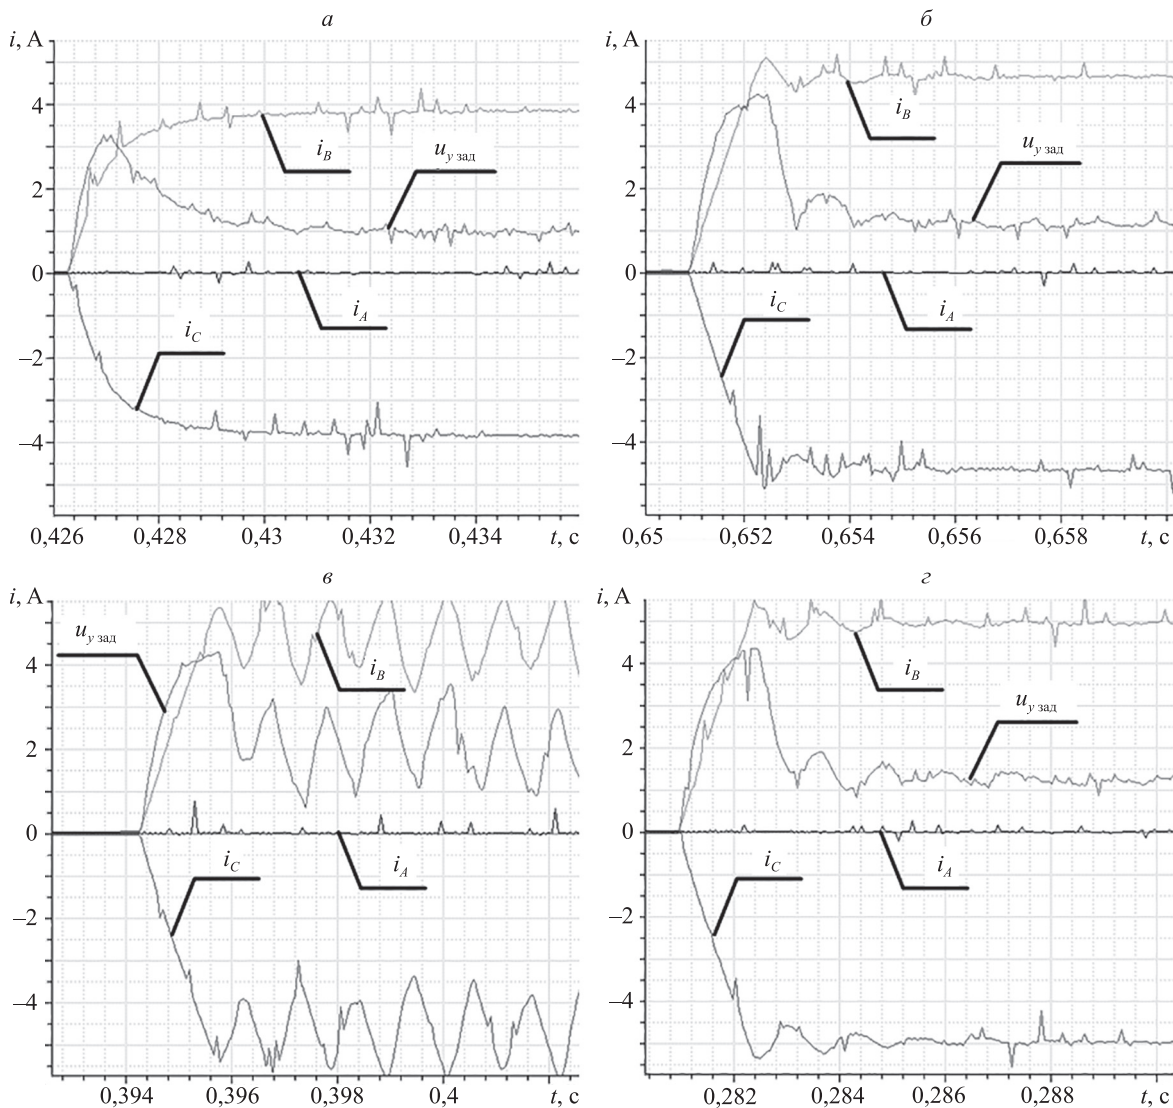 а
i, А
4
2
0
–2
–4
i_B
u_у зад
i_A
i_C
0,426 0,428 0,43 0,432 0,434 t, с
б
i, А
4
2
0
–2
–4
i_B
u_у зад
i_C
i_A
0,65 0,652 0,654 0,656 0,658 t, с
в
i, А
4
2
0
–2
–4
u_у зад
i_B
i_C
i_A
0,394 0,396 0,398 0,4 t, с
г
i, А
4
2
0
–2
–4
i_B
u_у зад
i_C
i_A
0,282 0,284 0,286 0,288 t, с